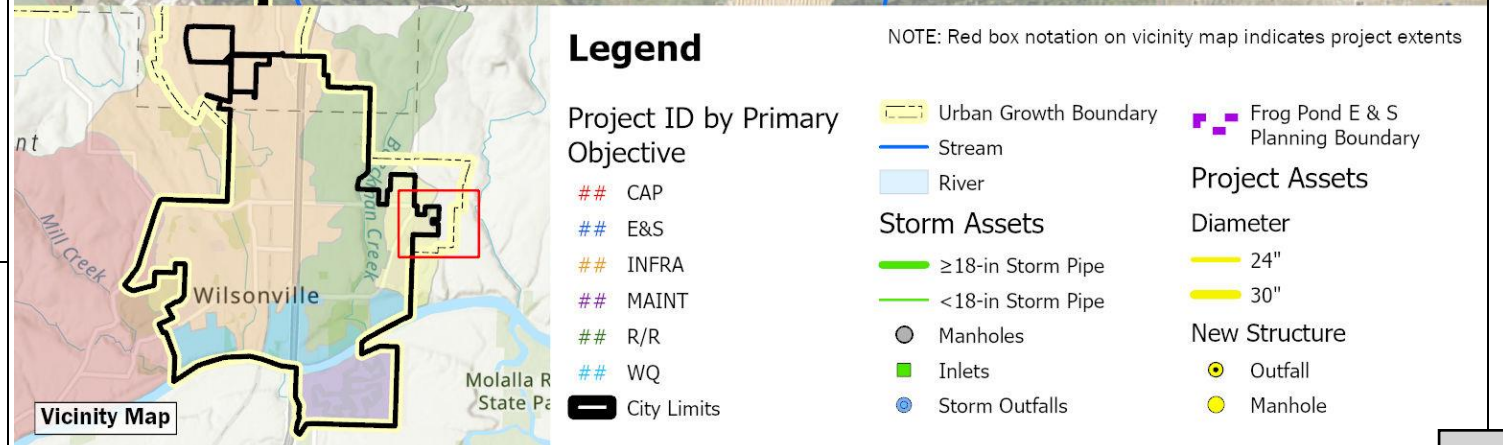 Legend
NOTE: Red box notation on vicinity map indicates project extents
Project ID by Primary
Objective
## CAP
## E&S
## INFRA
## MAINT
## R/R
## WQ
City Limits
Urban Growth Boundary
Stream
River
Storm Assets
≥18-in Storm Pipe
<18-in Storm Pipe
Manholes
Inlets
Storm Outfalls
Frog Pond E & S
Planning Boundary
Project Assets
Diameter
24"
30"
New Structure
Outfall
Manhole
nt
Mill Creek
Creek
Wilsonville
Molalla R
State Pa
Vicinity Map